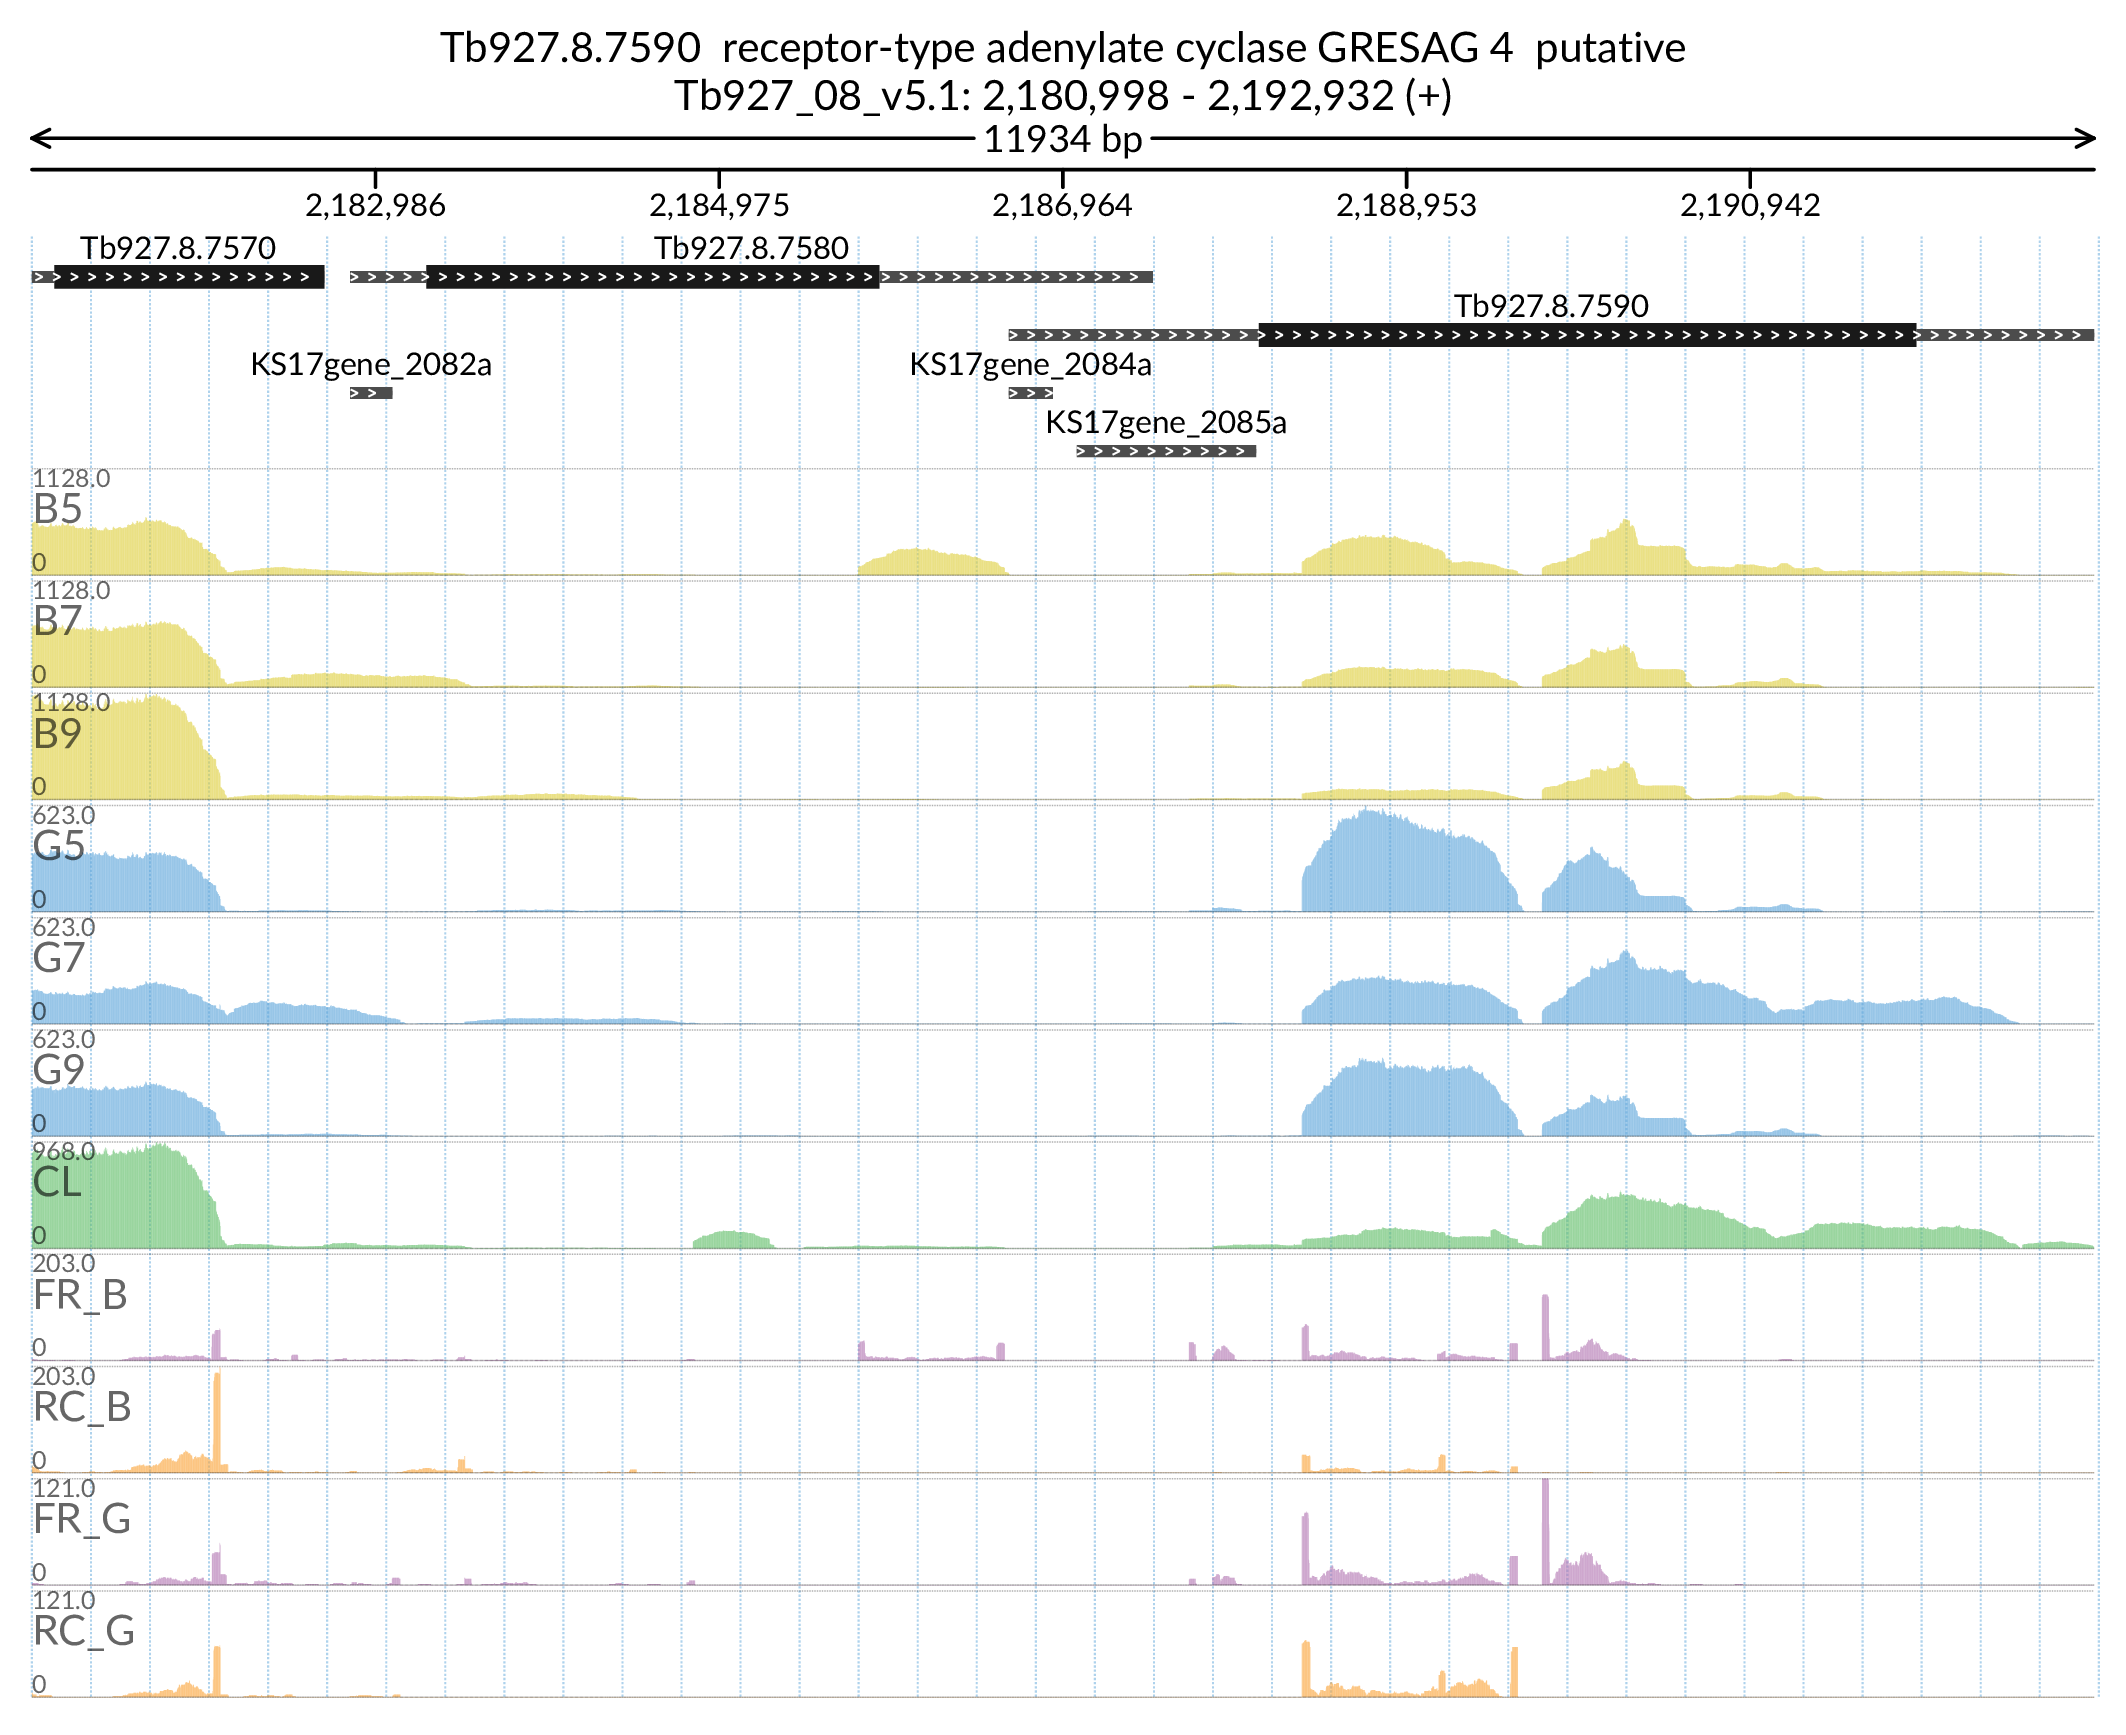 Tb927.8.7590  receptor-type adenylate cyclase GRESAG 4  putative
Tb927_08_v5.1: 2,180,998 - 2,192,932 (+)
11934 bp
2,182,986 2,184,975 2,186,964 2,188,953 2,190,942
Tb927.8.7570 Tb927.8.7580
Tb927.8.7590
KS17gene_2082a KS17gene_2084a
KS17gene_2085a
1128.0
B5
0
1128.0
B7
0
1128.0
B9
0
623.0
G5
0
623.0
G7
0
623.0
G9
0
968.0
CL
0
203.0
FR_B
0
203.0
RC_B
0
121.0
FR_G
0
121.0
RC_G
0